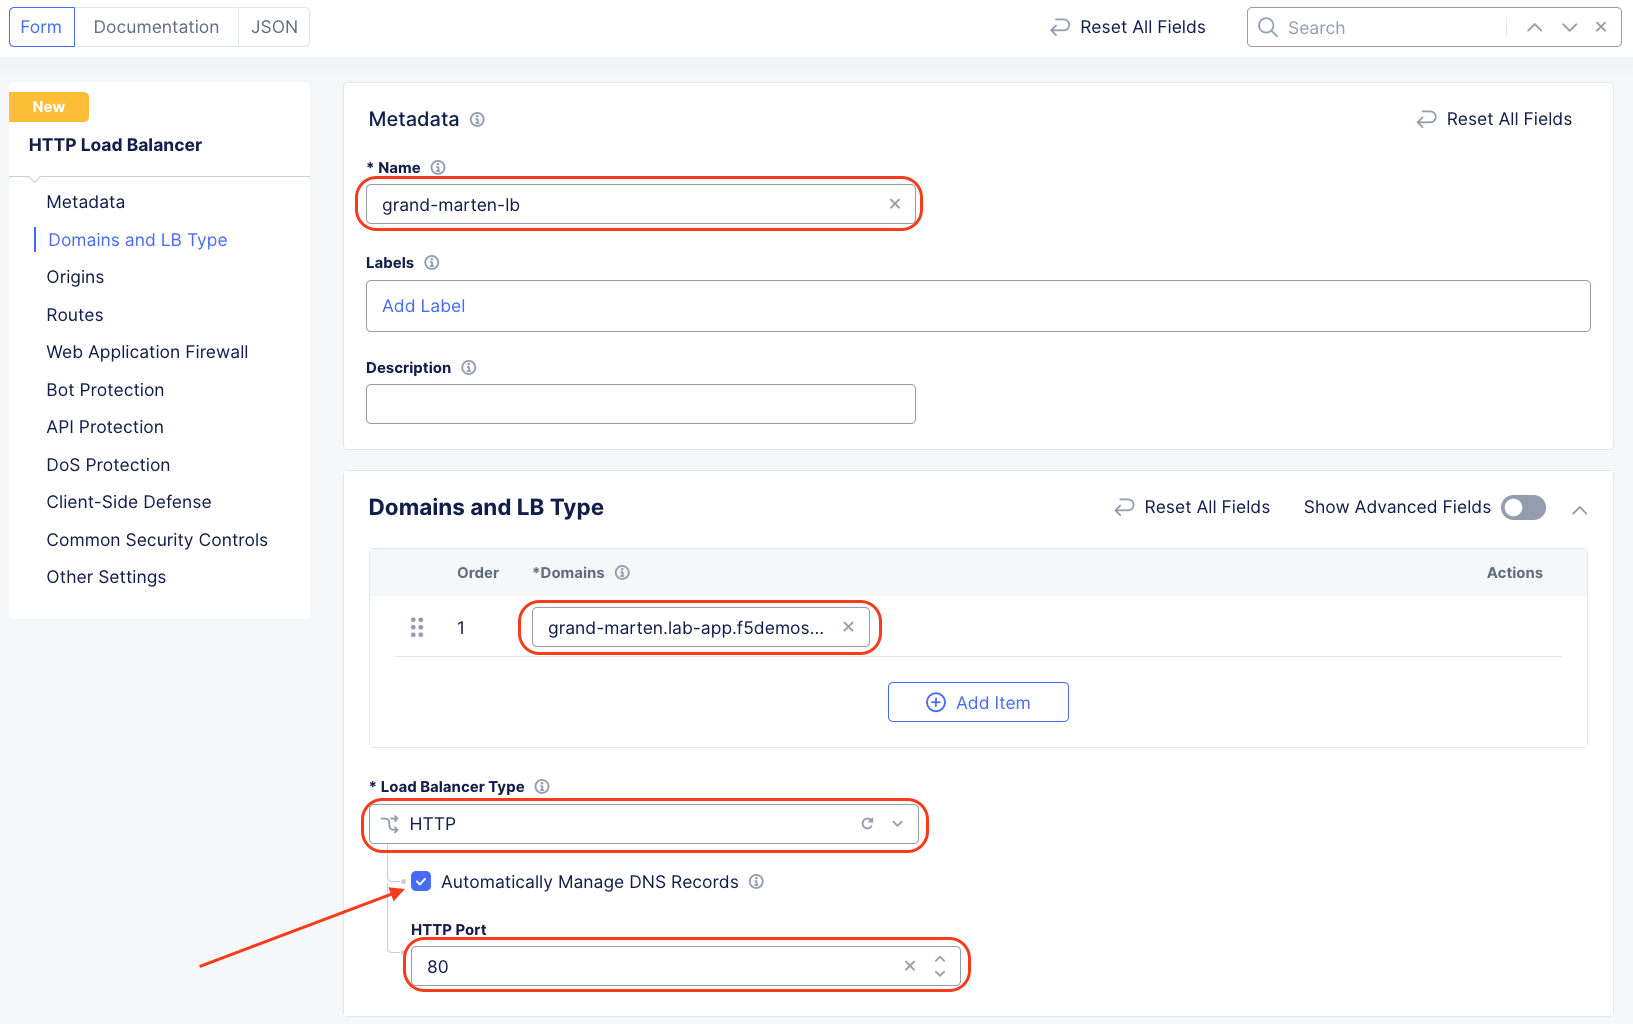 Form Documentation JSON
Reset All Fields
Search
New
HTTP Load Balancer
Metadata
Domains and LB Type
Origins
Routes
Web Application Firewall
Bot Protection
API Protection
DoS Protection
Client-Side Defense
Common Security Controls
Other Settings
Metadata
Reset All Fields
* Name
grand-marten-lb
Labels
Add Label
Description
Domains and LB Type
Reset All Fields
Show Advanced Fields
Order *Domains Actions
1 grand-marten.lab-app.f5demos...
Add Item
* Load Balancer Type
HTTP
Automatically Manage DNS Records
HTTP Port
80